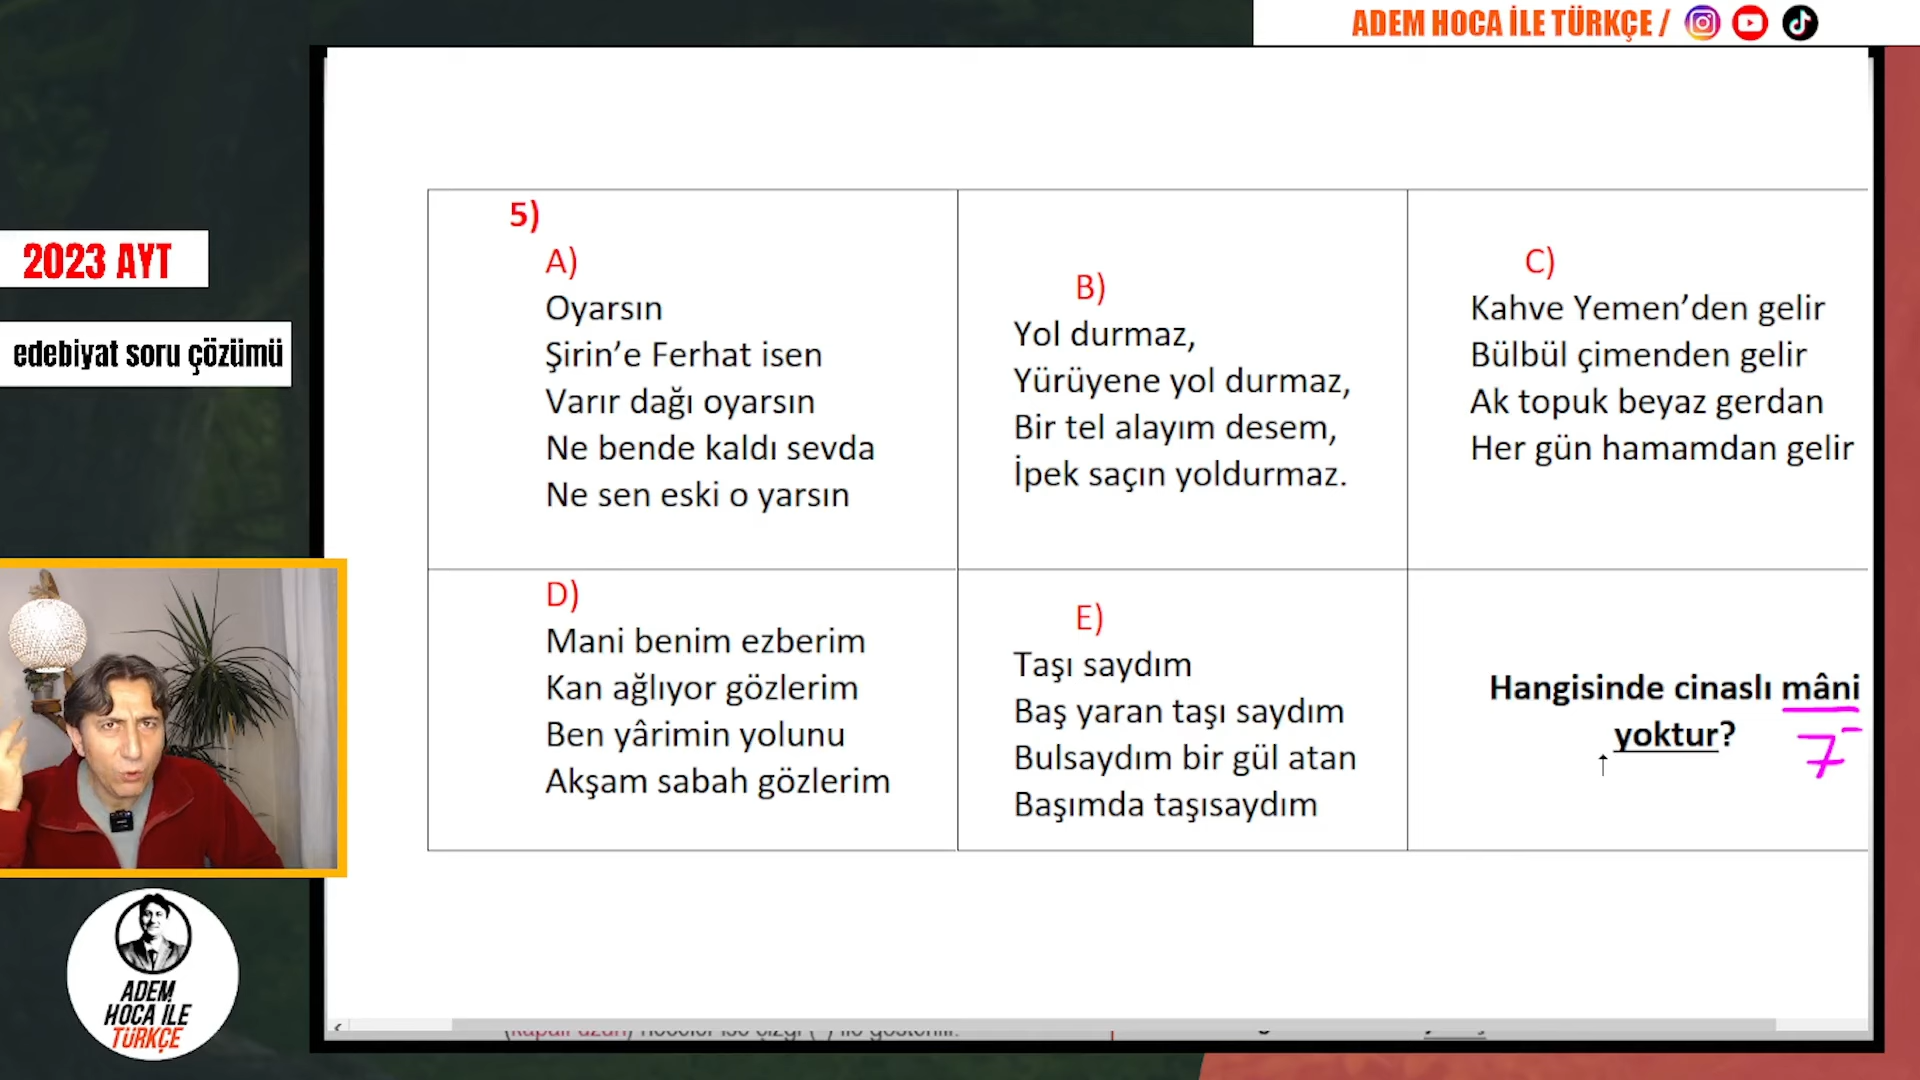 ADEM HOCA İLE TÜRKÇE /
2023 AYT
edebiyat soru çözümü
5)
A)
Oyarsın
Şirin’e Ferhat isen
Varır dağı oyarsın
Ne bende kaldı sevda
Ne sen eski o yarsın
B)
Yol durmaz,
Yürüyene yol durmaz,
Bir tel alayım desem,
İpek saçın yoldurmaz.
C)
Kahve Yemen’den gelir
Bülbül çimenden gelir
Ak topuk beyaz gerdan
Her gün hamamdan gelir
D)
Mani benim ezberim
Kan ağlıyor gözlerim
Ben yârimin yolunu
Akşam sabah gözlerim
E)
Taşı saydım
Baş yaran taşı saydım
Bulsaydım bir gül atan
Başımda taşısaydım
Hangisinde cinaslı mâni
yoktur?
7
ADEM
HOCA İLE
TÜRKÇE